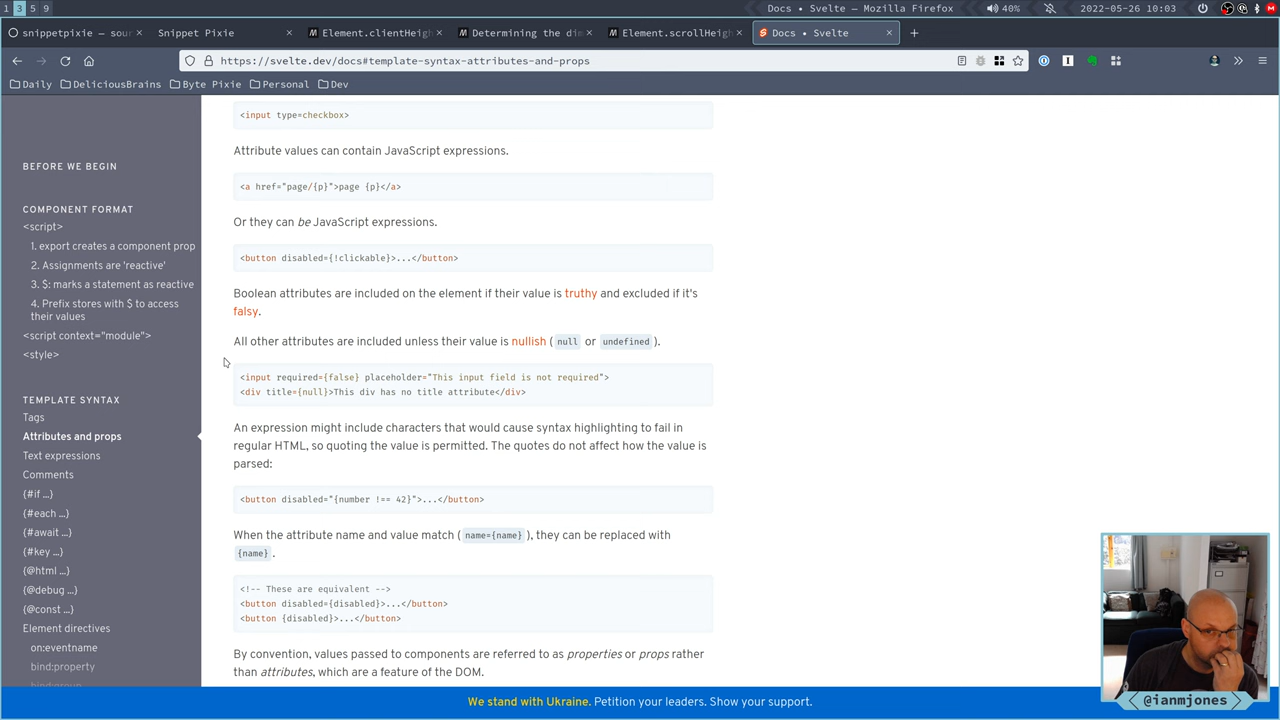 1 3 5 9
Docs • Svelte — Mozilla Firefox
40%
2022-05-26 10:03
snippetpixie — sour
Snippet Pixie
Element.clientHeigh
Determining the dim
Element.scrollHeigh
Docs • Svelte
https://svelte.dev/docs#template-syntax-attributes-and-props
Daily
DeliciousBrains
Byte Pixie
Personal
Dev
BEFORE WE BEGIN
COMPONENT FORMAT
<script>
1. export creates a component prop
2. Assignments are 'reactive'
3. $: marks a statement as reactive
4. Prefix stores with $ to access
their values
<script context="module">
<style>
TEMPLATE SYNTAX
Tags
Attributes and props
Text expressions
Comments
{#if ...}
{#each ...}
{#await ...}
{#key ...}
{@html ...}
{@debug ...}
{@const ...}
Element directives
on:eventname
bind:property
bind:group
<input type=checkbox>
Attribute values can contain JavaScript expressions.
<a href="page/{p}">page {p}</a>
Or they can be JavaScript expressions.
<button disabled={!clickable}>...</button>
Boolean attributes are included on the element if their value is truthy and excluded if it's
falsy.
All other attributes are included unless their value is nullish ( null or undefined ).
<input required={false} placeholder="This input field is not required">
<div title={null}>This div has no title attribute</div>
An expression might include characters that would cause syntax highlighting to fail in
regular HTML, so quoting the value is permitted. The quotes do not affect how the value is
parsed:
<button disabled="{number !== 42}">...</button>
When the attribute name and value match ( name={name} ), they can be replaced with
{name} .
<!-- These are equivalent -->
<button disabled={disabled}>...</button>
<button {disabled}>...</button>
By convention, values passed to components are referred to as properties or props rather
than attributes, which are a feature of the DOM.
We stand with Ukraine. Petition your leaders. Show your support.
@ianmjones